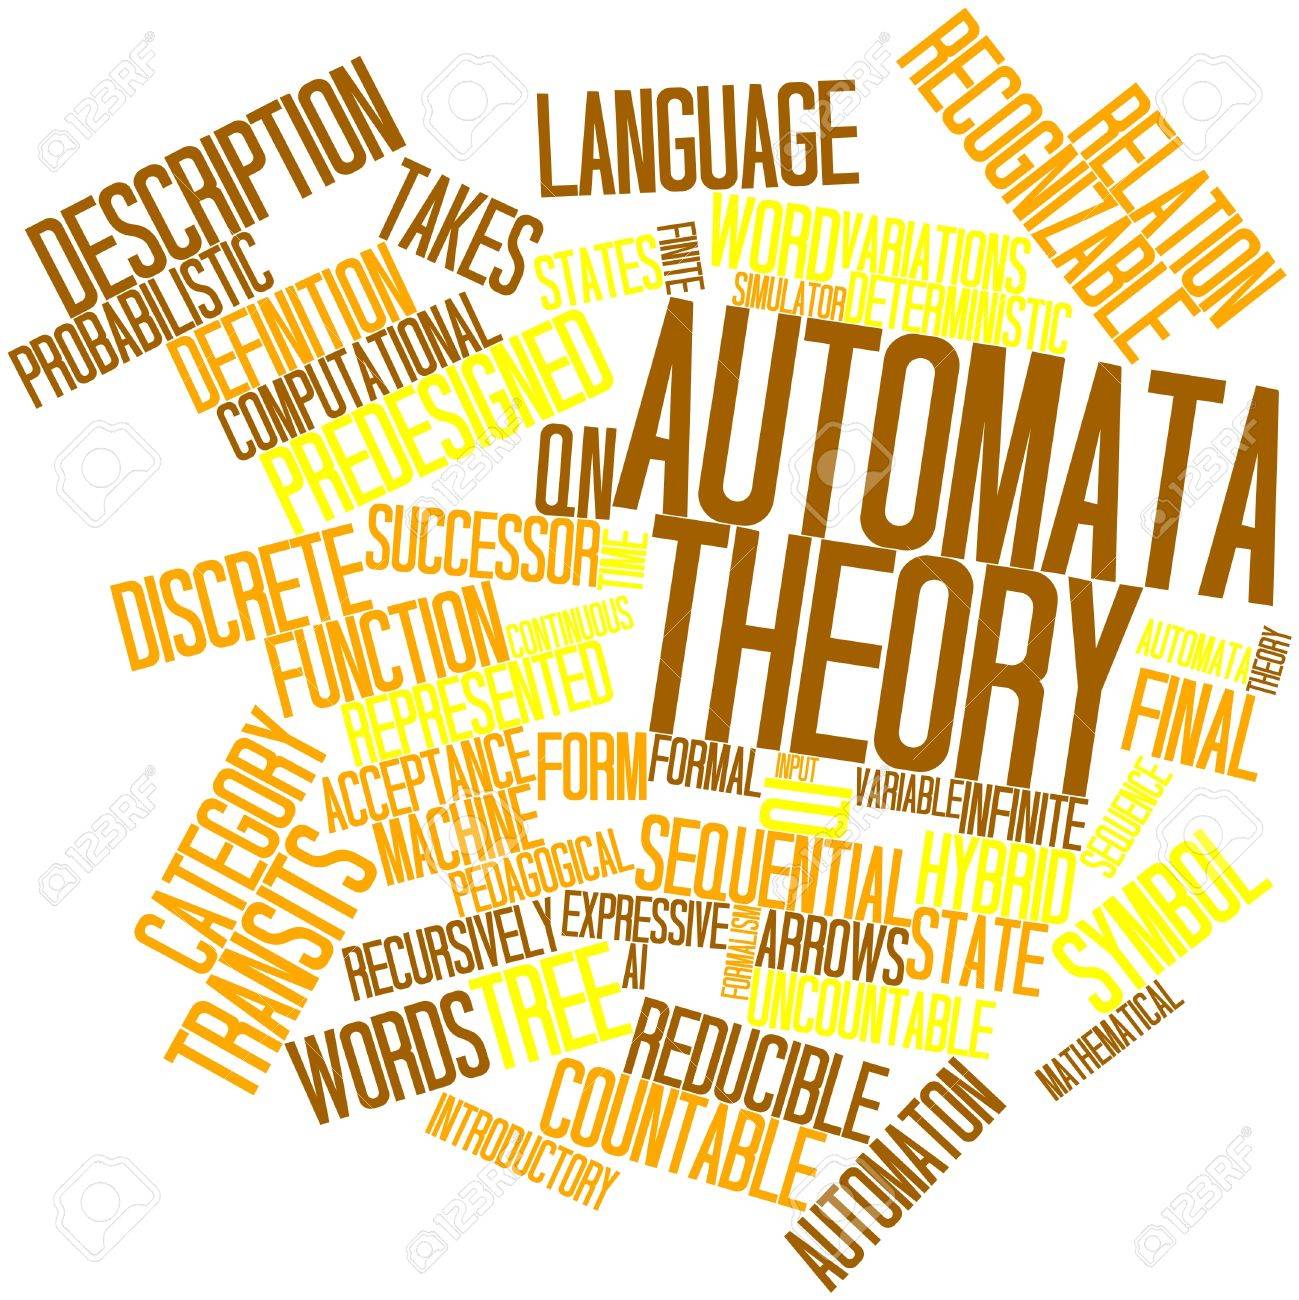 DESCRIPTION
LANGUAGE
RECOGNIZABLE
RELATION
TAKES
PROBABILISTIC
DEFINITION
COMPUTATIONAL
PREDESIGNED
STATES
FINITE
WORD
VARIATIONS
SIMULATOR
DETERMINISTIC
AUTOMATA
THEORY
QN
DISCRETE
SUCCESSOR
TIME
FUNCTION
CONTINUOUS
REPRESENTED
AUTOMATA
THEORY
FINAL
CATEGORY
TRANSITS
ACCEPTANCE
MACHINE
FORM
FORMAL
INPUT
Q
VARIABLE
INFINITE
SEQUENCE
PEDAGOGICAL
SEQUENTIAL
HYBRID
SYMBOL
RECURSIVELY
EXPRESSIVE
AI
FORMALISM
ARROWS
STATE
UNCOUNTABLE
WORDS
TREE
REDUCIBLE
COUNTABLE
MATHEMATICAL
INTRODUCTORY
AUTOMATON
123RF